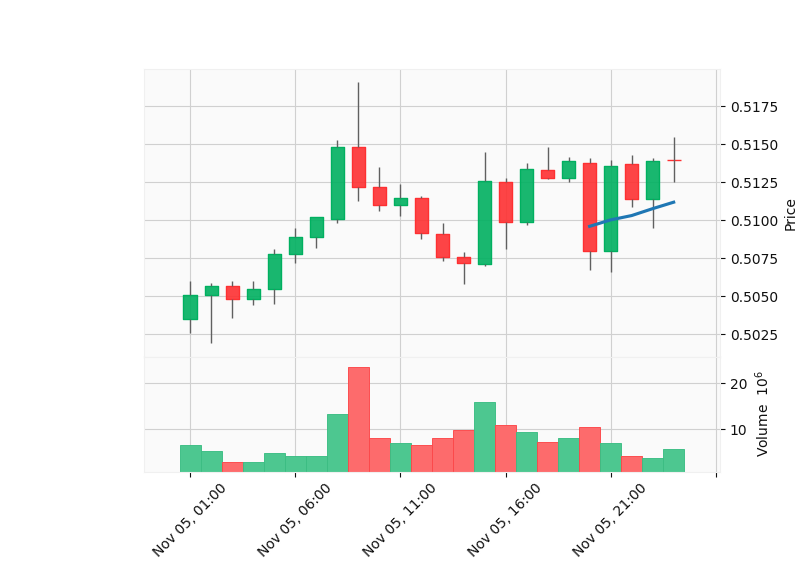 0.5175
0.5150
0.5125
0.5100
0.5075
0.5050
0.5025
Price
20
10
Volume 10^6
Nov 05, 01:00
Nov 05, 06:00
Nov 05, 11:00
Nov 05, 16:00
Nov 05, 21:00